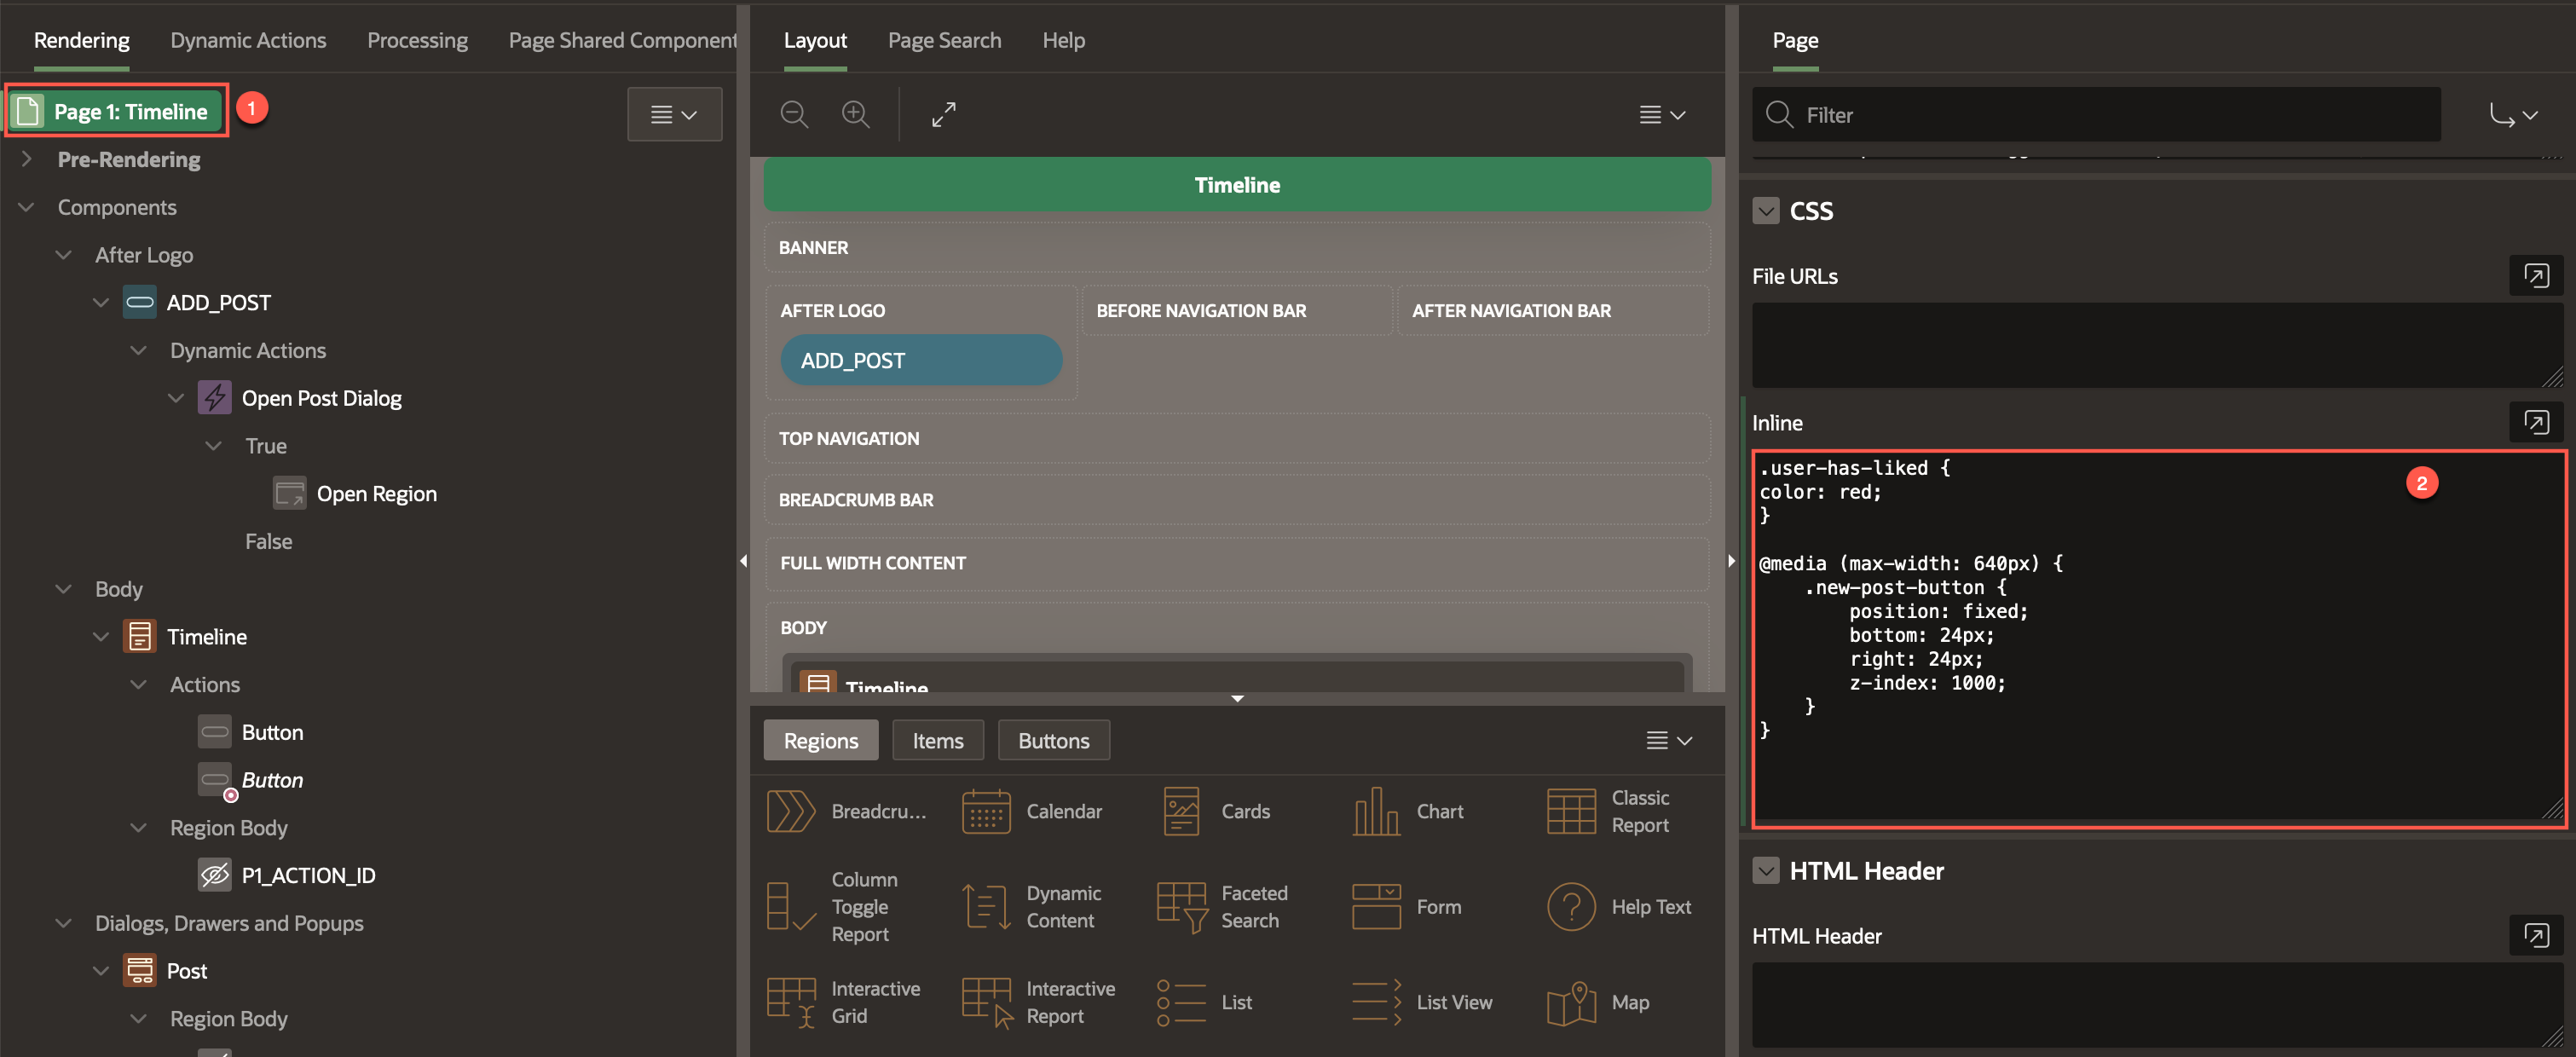 Rendering
Dynamic Actions
Processing
Page Shared Component
Page 1: Timeline
1
Pre-Rendering
Components
After Logo
ADD_POST
Dynamic Actions
Open Post Dialog
True
Open Region
False
Body
Timeline
Actions
Button
Button
Region Body
P1_ACTION_ID
Dialogs, Drawers and Popups
Post
Region Body
Layout
Page Search
Help
Timeline
BANNER
AFTER LOGO
BEFORE NAVIGATION BAR
AFTER NAVIGATION BAR
ADD_POST
TOP NAVIGATION
BREADCRUMB BAR
FULL WIDTH CONTENT
BODY
Timeline
Regions
Items
Buttons
Breadcru...
Calendar
Cards
Chart
Classic
Report
Column
Toggle
Report
Dynamic
Content
Faceted
Search
Form
Help Text
Interactive
Grid
Interactive
Report
List
List View
Map
Page
Filter
CSS
File URLs
Inline
.user-has-liked {
color: red;
}
@media (max-width: 640px) {
.new-post-button {
position: fixed;
bottom: 24px;
right: 24px;
z-index: 1000;
}
}
2
HTML Header
HTML Header